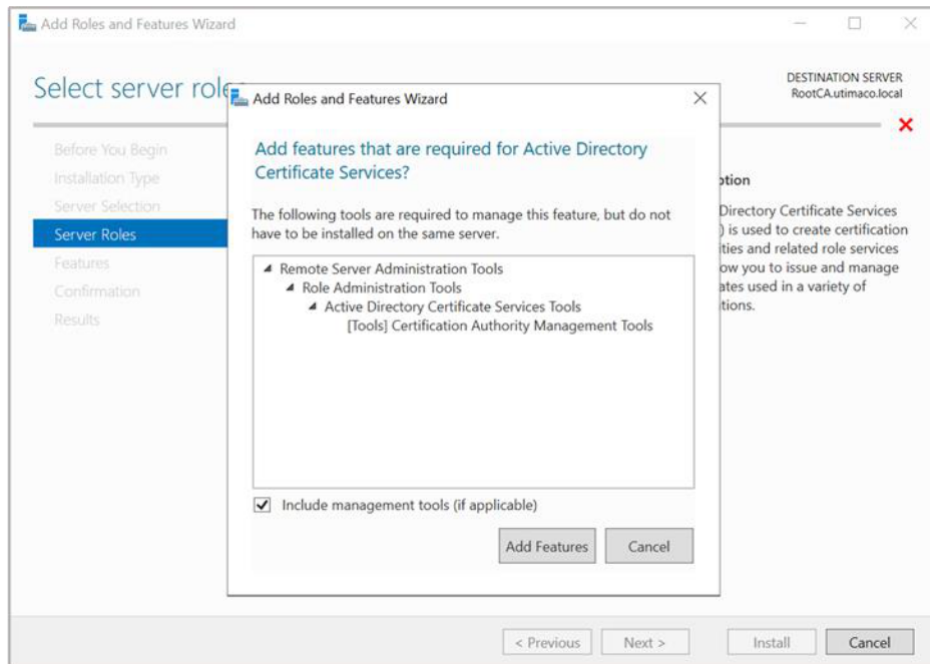 Add Roles and Features Wizard
Select server role
DESTINATION SERVER
RootCA.utimaco.local
Before You Begin
Installation Type
Server Selection
Server Roles
Features
Confirmation
Results
Add Roles and Features Wizard
Add features that are required for Active Directory
Certificate Services?
The following tools are required to manage this feature, but do not
have to be installed on the same server.
Remote Server Administration Tools
Role Administration Tools
Active Directory Certificate Services Tools
[Tools] Certification Authority Management Tools
Include management tools (if applicable)
Add Features
Cancel
ption
Directory Certificate Services
) is used to create certification
ities and related role services
ow you to issue and manage
ates used in a variety of
tions.
< Previous
Next >
Install
Cancel